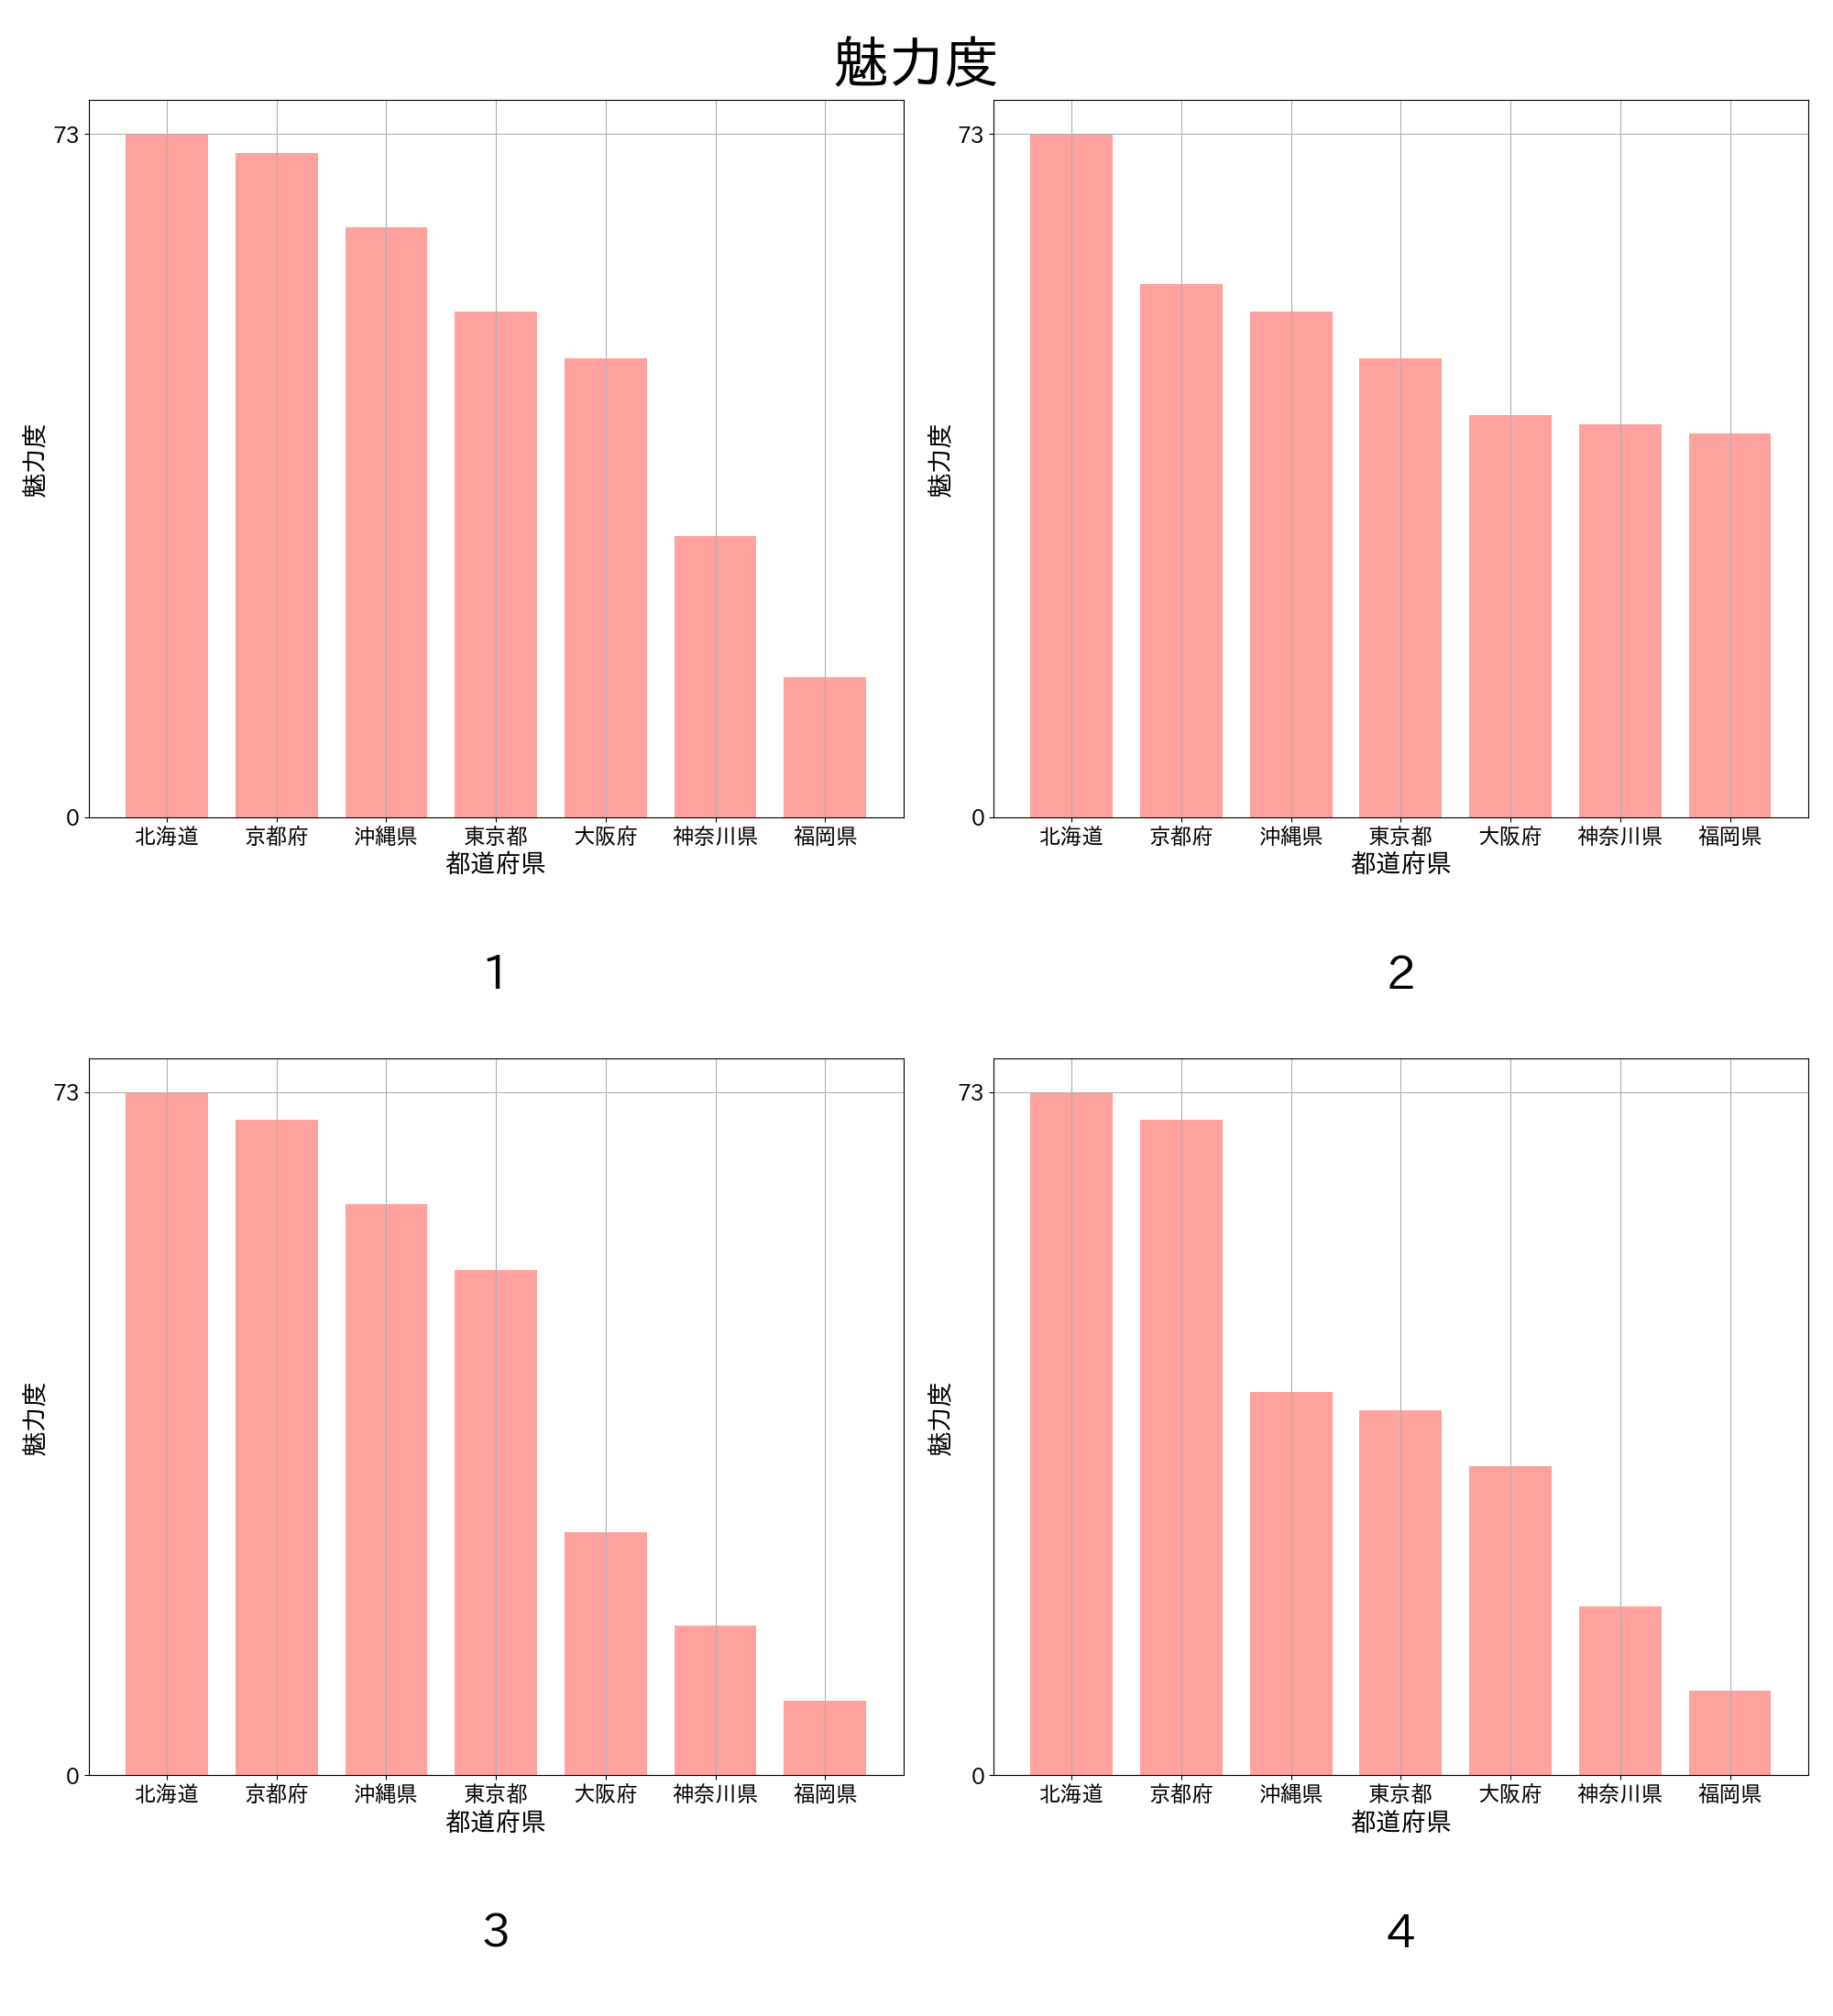 魅力度
73
0
魅力度
北海道 京都府 沖縄県 東京都 大阪府 神奈川県 福岡県
都道府県
1
73
0
魅力度
北海道 京都府 沖縄県 東京都 大阪府 神奈川県 福岡県
都道府県
2
73
0
魅力度
北海道 京都府 沖縄県 東京都 大阪府 神奈川県 福岡県
都道府県
3
73
0
魅力度
北海道 京都府 沖縄県 東京都 大阪府 神奈川県 福岡県
都道府県
4